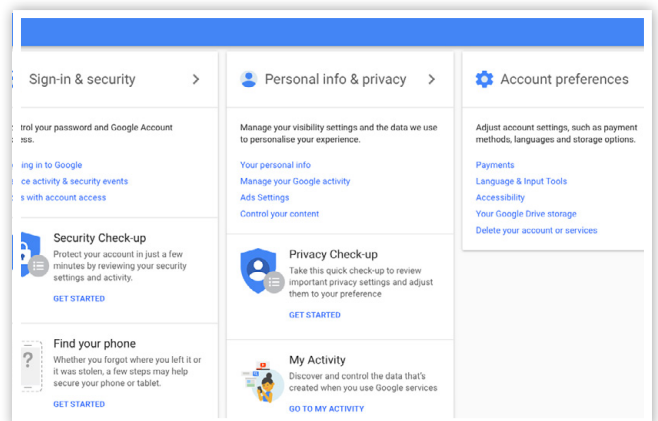 Sign-in & security
trol your password and Google Account
ess.
ing in to Google
ce activity & security events
s with account access
Security Check-up
Protect your account in just a few
minutes by reviewing your security
settings and activity.
GET STARTED
Find your phone
Whether you forgot where you left it or
it was stolen, a few steps may help
secure your phone or tablet.
GET STARTED
Personal info & privacy
Manage your visibility settings and the data we use
to personalise your experience.
Your personal info
Manage your Google activity
Ads Settings
Control your content
Privacy Check-up
Take this quick check-up to review
important privacy settings and adjust
them to your preference
GET STARTED
My Activity
Discover and control the data that's
created when you use Google services
GO TO MY ACTIVITY
Account preferences
Adjust account settings, such as payment
methods, languages and storage options.
Payments
Language & Input Tools
Accessibility
Your Google Drive storage
Delete your account or services